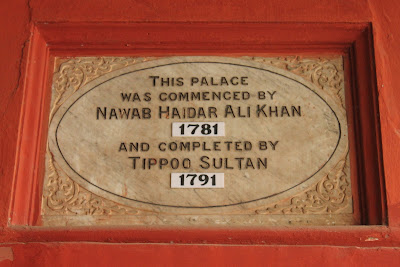 THIS PALACE
WAS COMMENCED BY
NAWAB HAIDAR ALI KHAN
1781
AND COMPLETED BY
TIPPOO SULTAN
1791